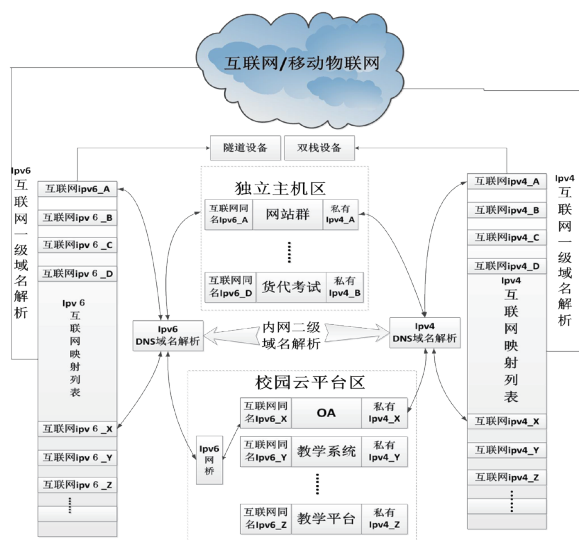 互联网/移动物联网
隧道设备
双栈设备
Ipv6
互联网一级域名解析
互联网ipv6_A
互联网ipv６_B
互联网ipv６_C
互联网ipv６_D
Ipv６
互联网映射列表
互联网ipv６_X
互联网ipv６_Y
互联网ipv６_Z
独立主机区
互联网同
名Ipv6_A
网站群
私有
Ipv4_A
互联网同
名Ipv6_D
货代考试
私有
Ipv4_B
Ipv6
DNS域名解析
内网二级
域名解析
Ipv4
DNS域名解析
校园云平台区
Ipv6
网桥
互联网同
名Ipv6_X
OA
私有
Ipv4_X
互联网同
名Ipv6_Y
教学系统
私有
Ipv4_Y
互联网同
名Ipv6_Z
教学平台
私有
Ipv4_Z
互联网ipv4_A
互联网ipv4_B
互联网ipv4_C
互联网ipv4_D
Ipv4
互联网映射列表
互联网ipv4_X
互联网ipv4_Y
互联网ipv4_Z
Ipv4
互联网一级域名解析